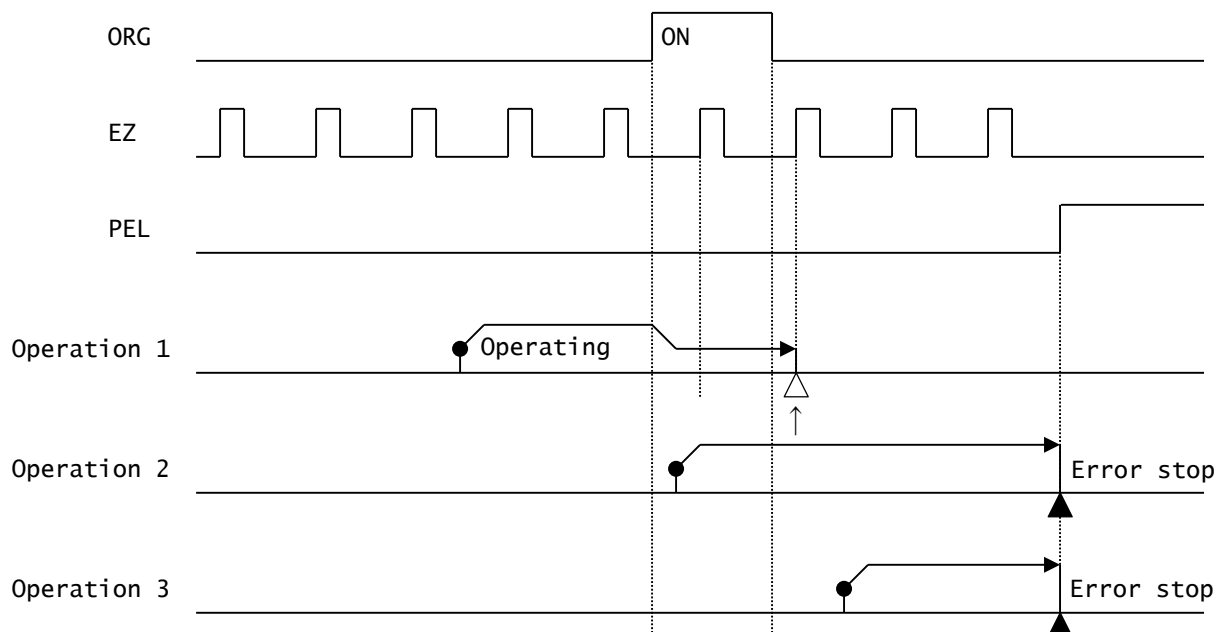 ORG
ON
EZ
PEL
Operation 1
Operating
↑
Operation 2
Error stop
Operation 3
Error stop